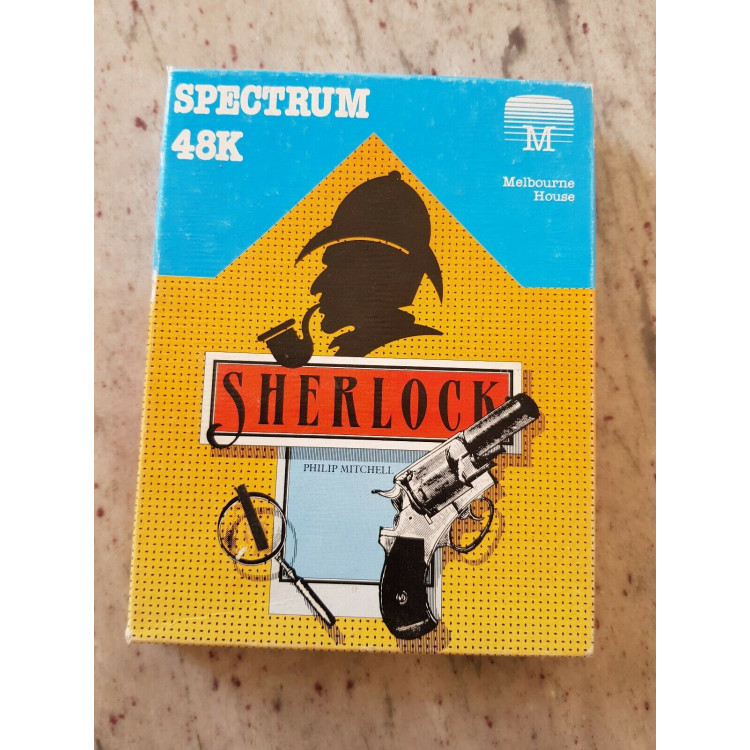 SPECTRUM
48K
M
Melbourne
House
SHERLOCK
PHILIP MITCHELL